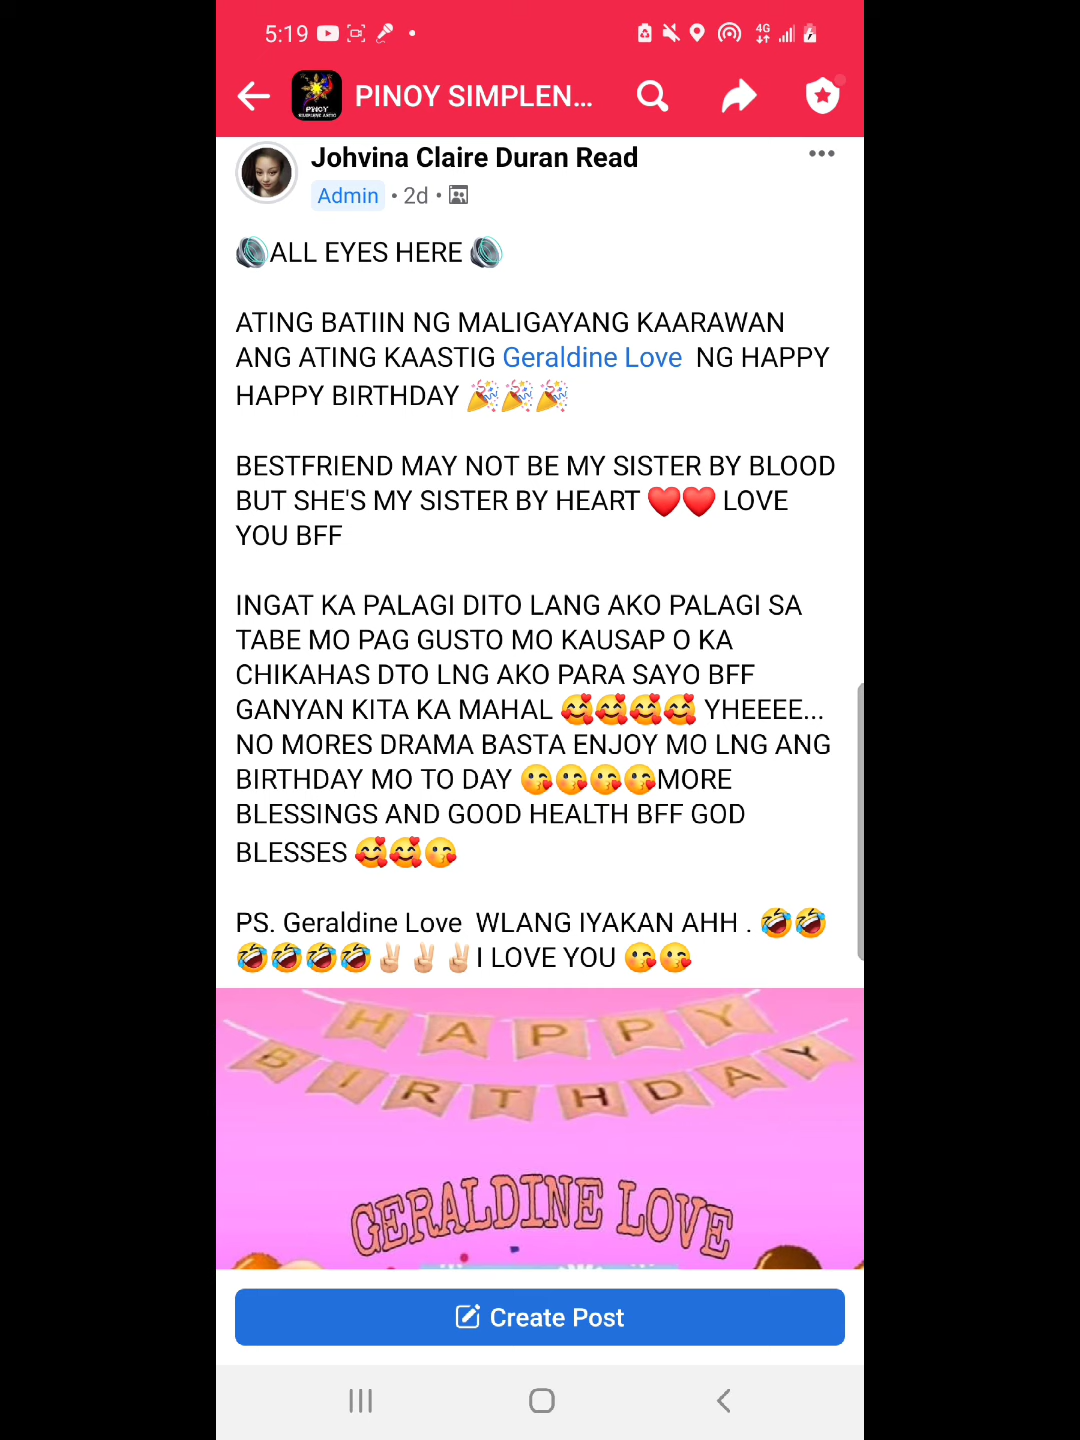 5:19
4G
PINOY SIMPLEN...
PINOY
Johvina Claire Duran Read
Admin • 2d •
ALL EYES HERE
ATING BATIIN NG MALIGAYANG KAARAWAN
ANG ATING KAASTIG Geraldine Love NG HAPPY
HAPPY BIRTHDAY 🎉🎉🎉
BESTFRIEND MAY NOT BE MY SISTER BY BLOOD
BUT SHE'S MY SISTER BY HEART ❤️❤️ LOVE
YOU BFF
INGAT KA PALAGI DITO LANG AKO PALAGI SA
TABE MO PAG GUSTO MO KAUSAP O KA
CHIKAHAS DTO LNG AKO PARA SAYO BFF
GANYAN KITA KA MAHAL 🥰🥰🥰🥰 YHEEEE...
NO MORES DRAMA BASTA ENJOY MO LNG ANG
BIRTHDAY MO TO DAY 😘😘😘😘MORE
BLESSINGS AND GOOD HEALTH BFF GOD
BLESSES 🥰🥰😘
PS. Geraldine Love WLANG IYAKAN AHH . 🤣🤣
🤣🤣🤣🤣✌🏻✌🏻✌🏻I LOVE YOU 😘😘
HAPPY
BIRTHDAY
GERALDINE LOVE
Create Post